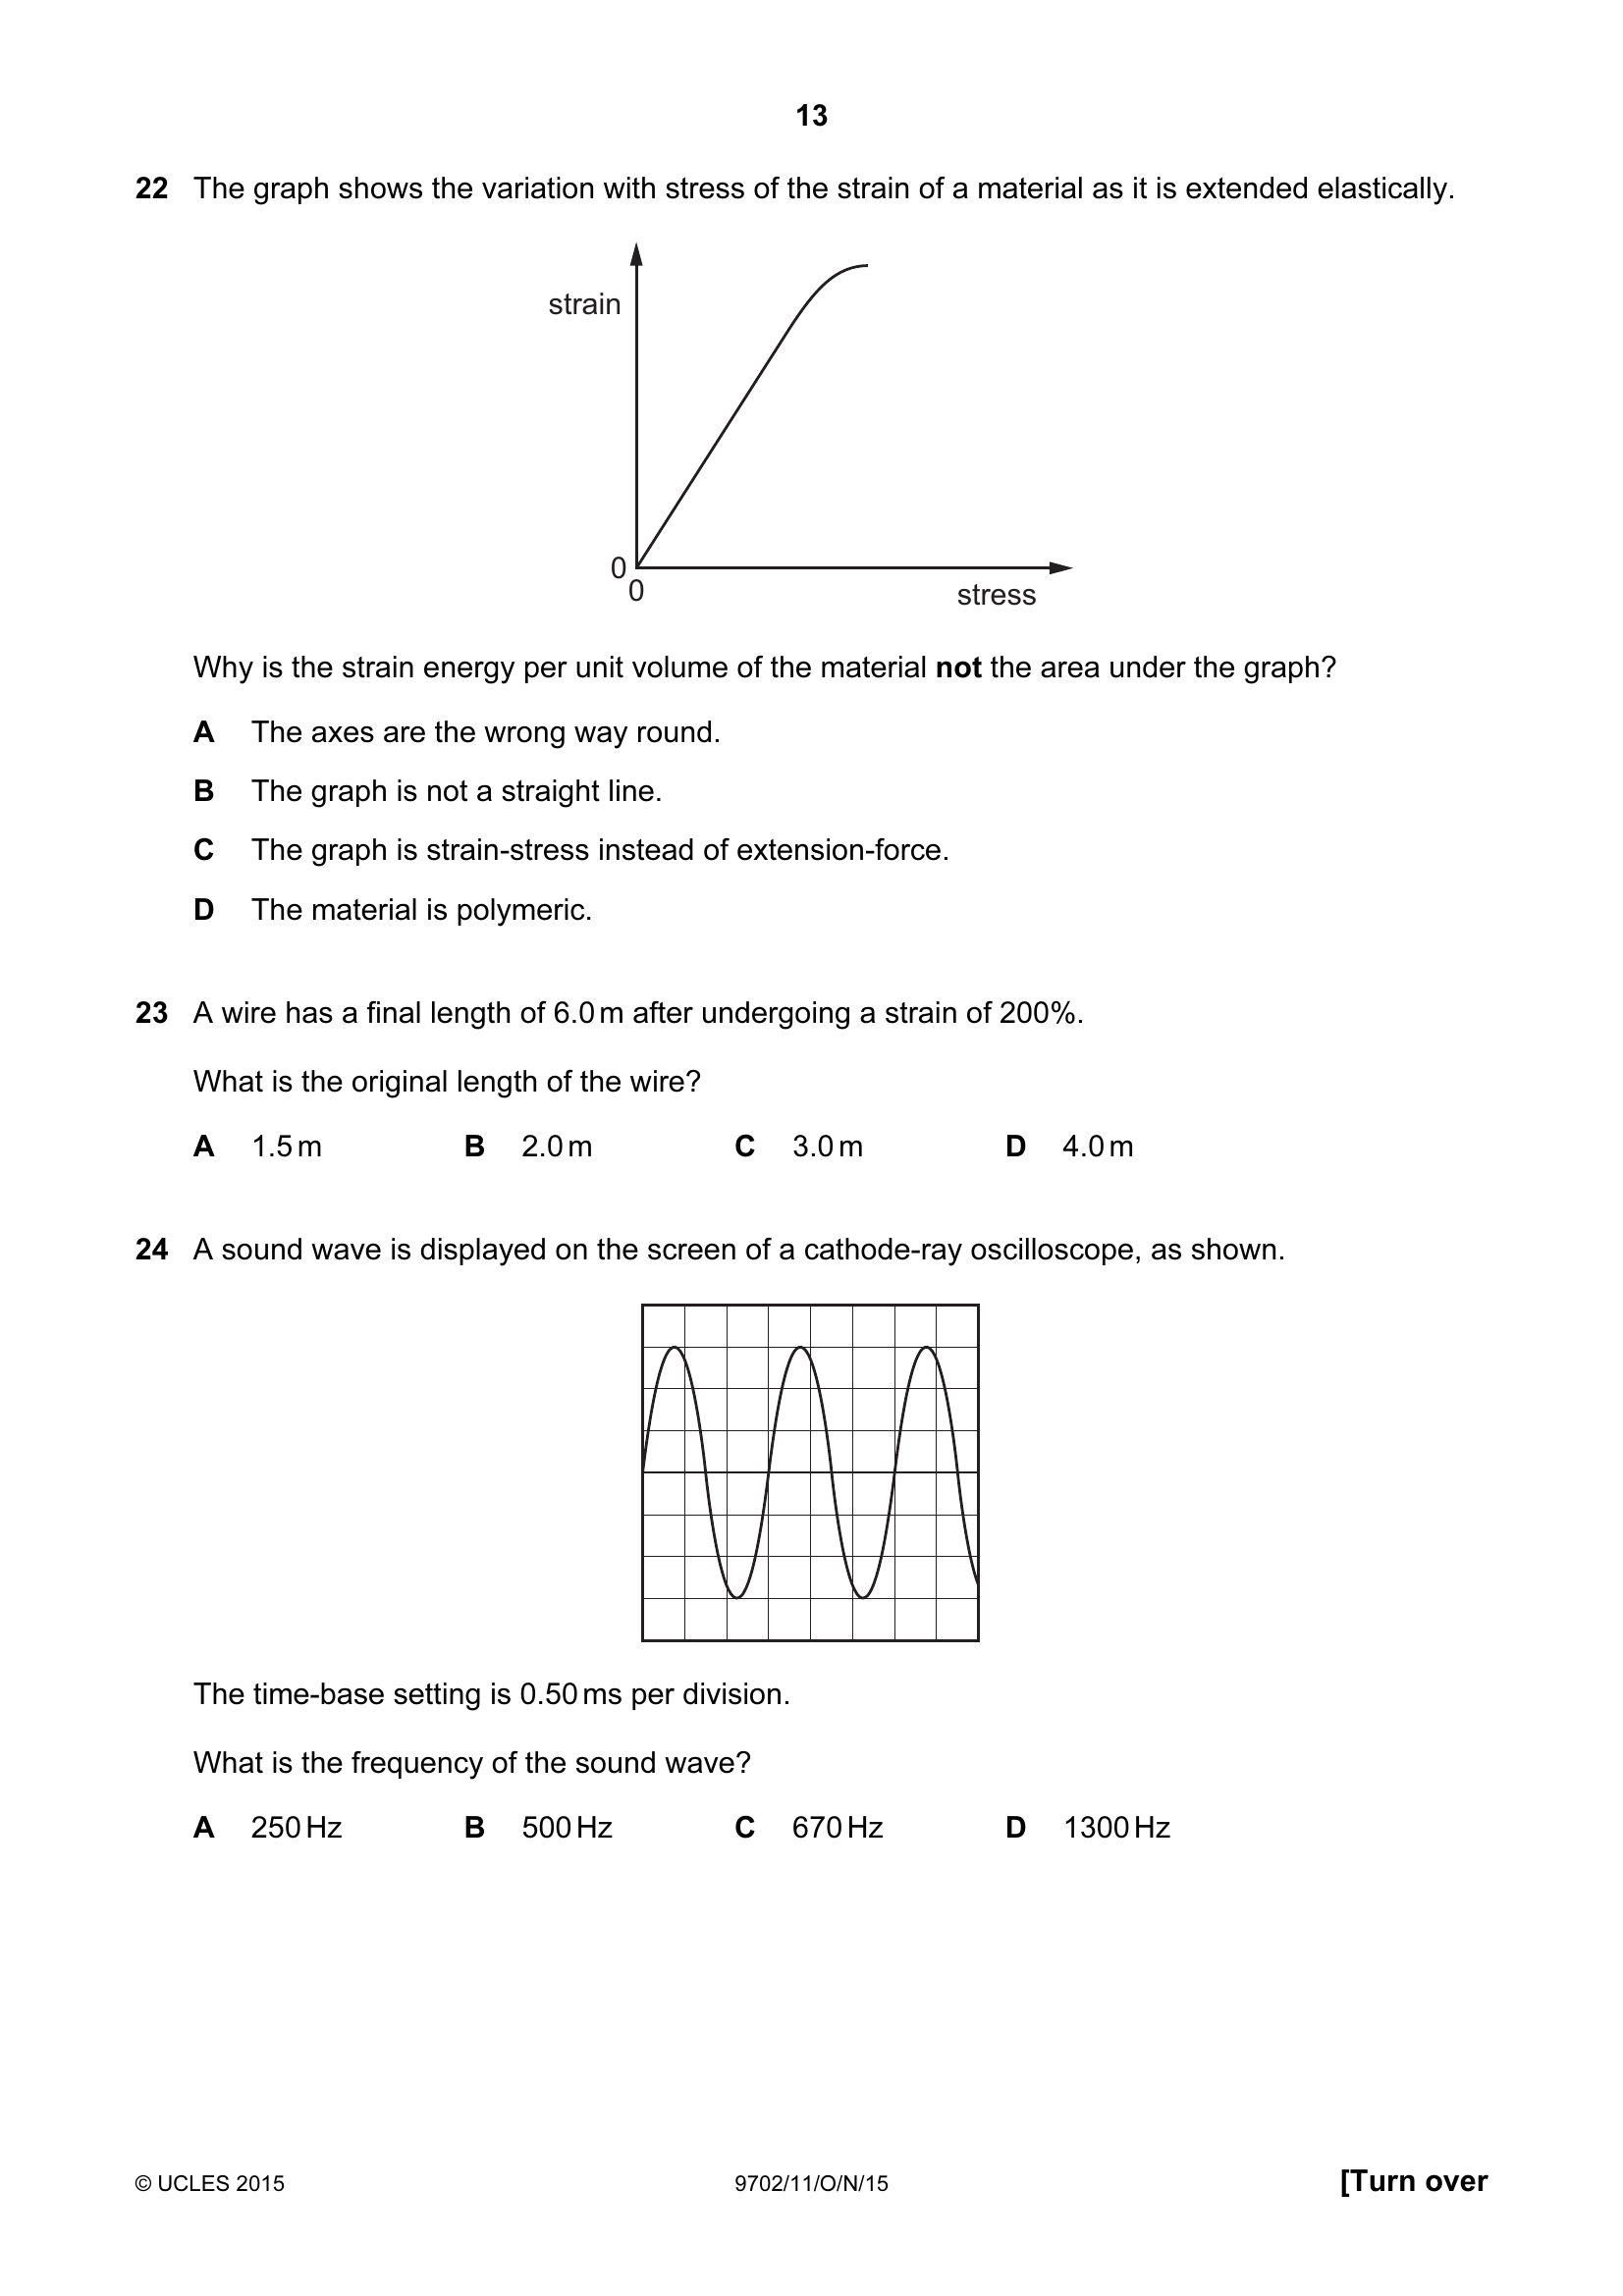 13
22 The graph shows the variation with stress of the strain of a material as it is extended elastically.
strain
0
0
stress
Why is the strain energy per unit volume of the material not the area under the graph?
A The axes are the wrong way round.
B The graph is not a straight line.
C The graph is strain-stress instead of extension-force.
D The material is polymeric.
23 A wire has a final length of 6.0 m after undergoing a strain of 200%.
What is the original length of the wire?
A 1.5 m B 2.0 m C 3.0 m D 4.0 m
24 A sound wave is displayed on the screen of a cathode-ray oscilloscope, as shown.
The time-base setting is 0.50 ms per division.
What is the frequency of the sound wave?
A 250 Hz B 500 Hz C 670 Hz D 1300 Hz
© UCLES 2015 9702/11/O/N/15 [Turn over